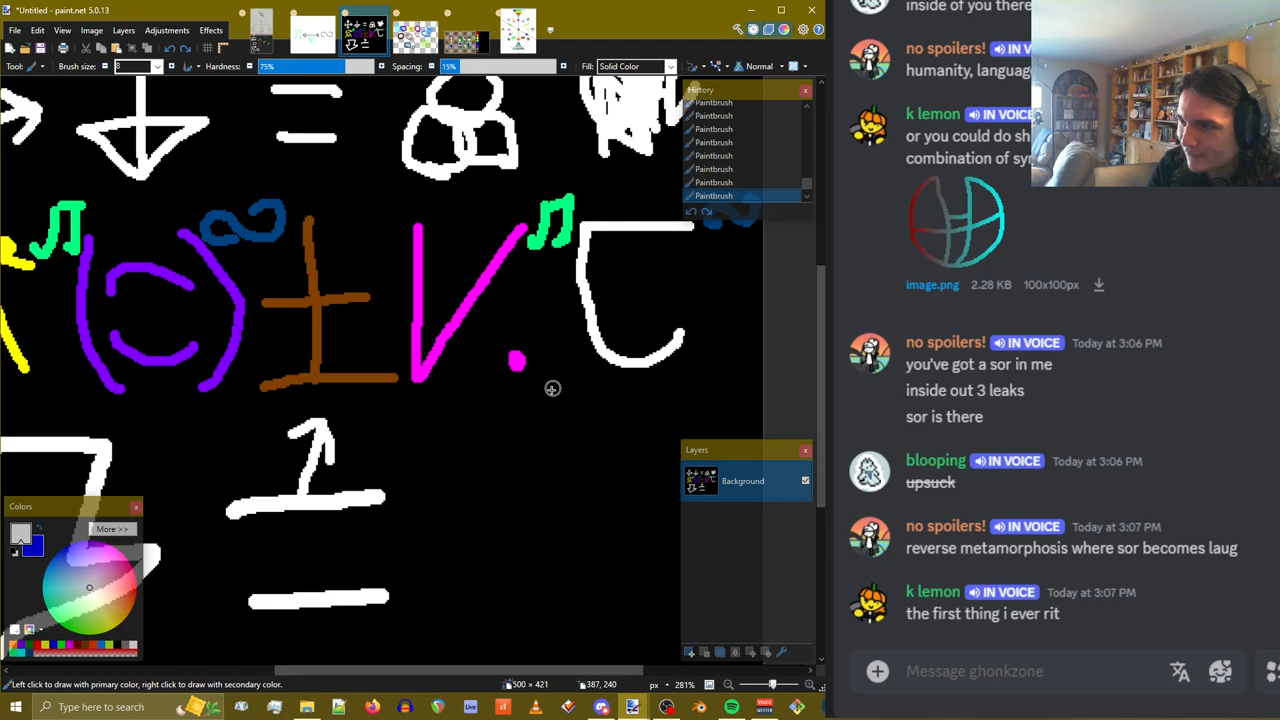 *Untitled - paint.net 5.0.13
File Edit View Image Layers Adjustments Effects
Tool: Brush size: 8 Hardness: 75% Spacing: 15% Fill: Solid Color Normal
History
Paintbrush
Paintbrush
Paintbrush
Paintbrush
Paintbrush
Paintbrush
Paintbrush
Paintbrush
Layers
Background
Colors
More >>
Left click to draw with primary color, right click to draw with secondary color.
500 × 421
387, 240
px
281%
Type here to search
inside of you there
no spoilers! IN VOICE
humanity, language
k lemon IN
or you could do sh
combination of sy
image.png 2.28 KB 100x100px
no spoilers! IN VOICE Today at 3:06 PM
you've got a sor in me
inside out 3 leaks
sor is there
blooping IN VOICE Today at 3:06 PM
upsuck
no spoilers! IN VOICE Today at 3:07 PM
reverse metamorphosis where sor becomes laug
k lemon IN VOICE Today at 3:07 PM
the first thing i ever rit
Message ghonkzone